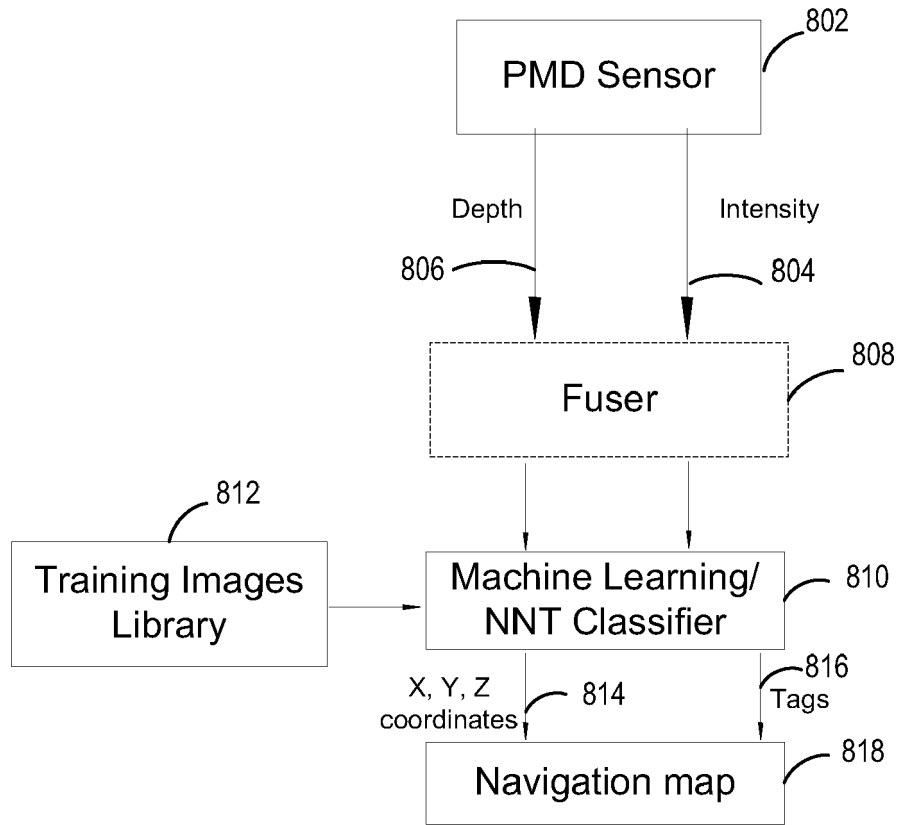 802
PMD Sensor
Depth
Intensity
806
804
808
Fuser
812
Training Images
Library
Machine Learning/
NNT Classifier
810
X, Y, Z
coordinates
814
816
Tags
Navigation map
818